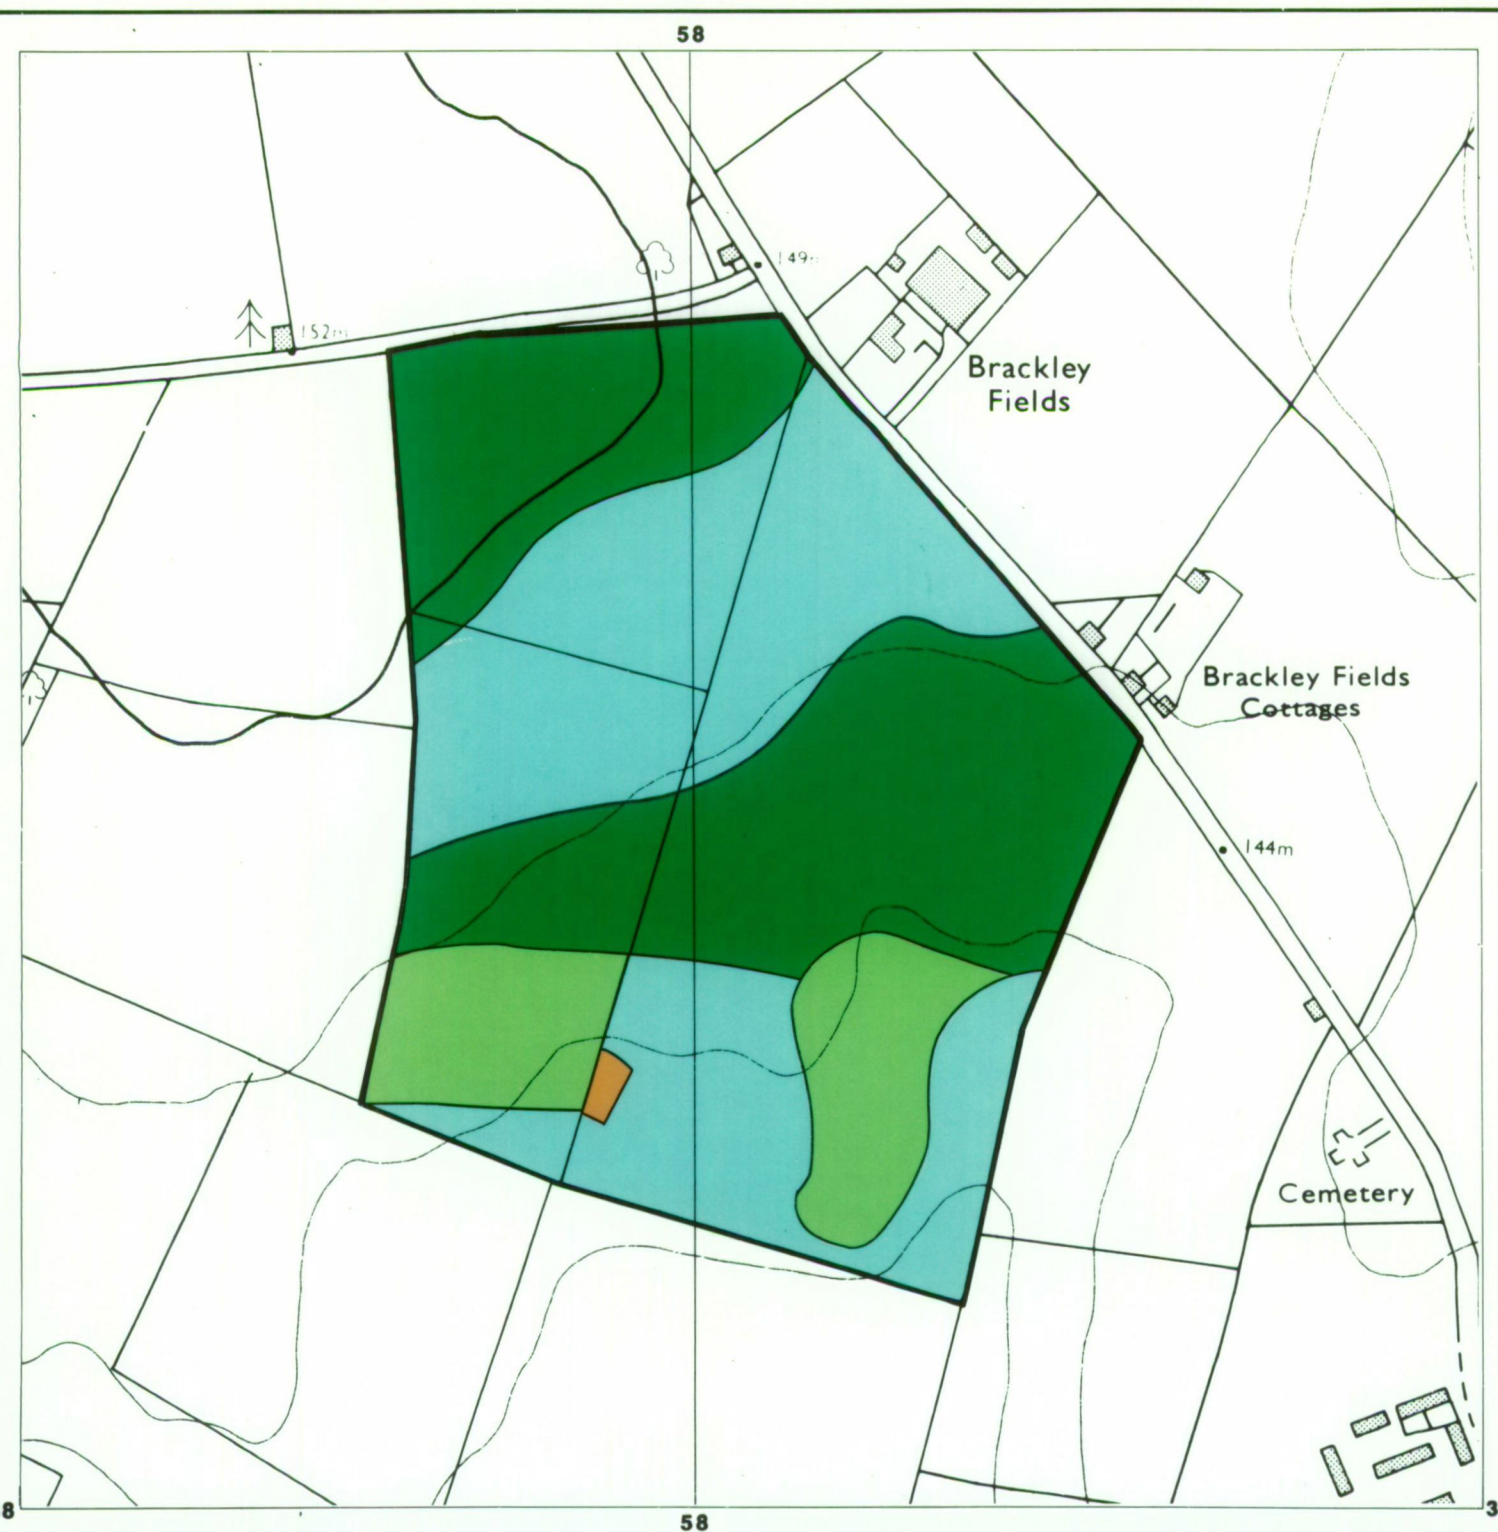 58
149m
152m
Brackley
Fields
Brackley Fields
Cottages
144m
Cemetery
8
58
3